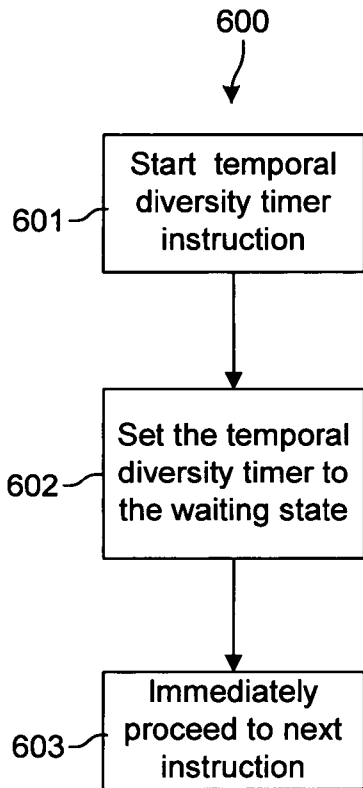 600
Start temporal
diversity timer
instruction
601
Set the temporal
diversity timer to
the waiting state
602
Immediately
proceed to next
instruction
603